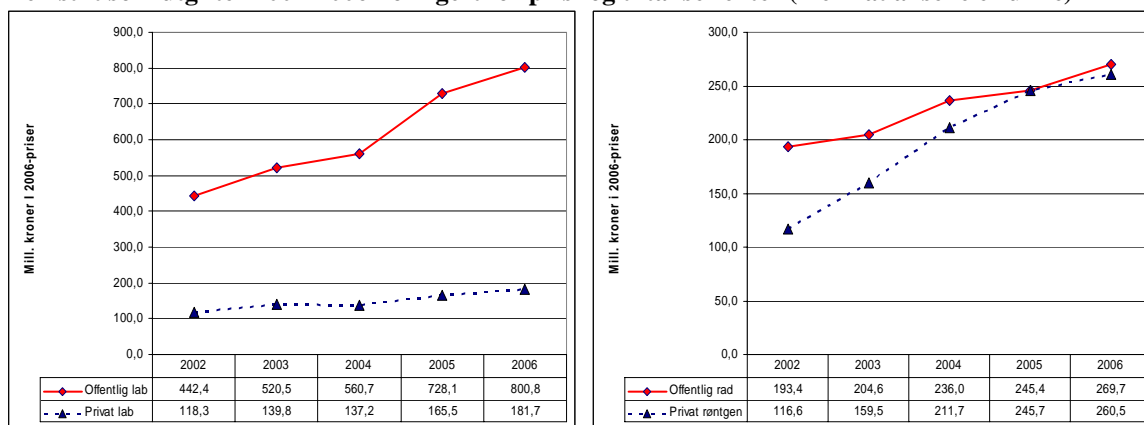 Mill. kroner I 2006-priser
900,0
800,0
700,0
600,0
500,0
400,0
300,0
200,0
100,0
0,0
2002 2003 2004 2005 2006
Offentlig lab 442,4 520,5 560,7 728,1 800,8
Privat lab 118,3 139,8 137,2 165,5 181,7
Mill. kroner i 2006-priser
300,0
250,0
200,0
150,0
100,0
50,0
0,0
2002 2003 2004 2005 2006
Offentlig rad 193,4 204,6 236,0 245,4 269,7
Privat røntgen 116,6 159,5 211,7 245,7 260,5